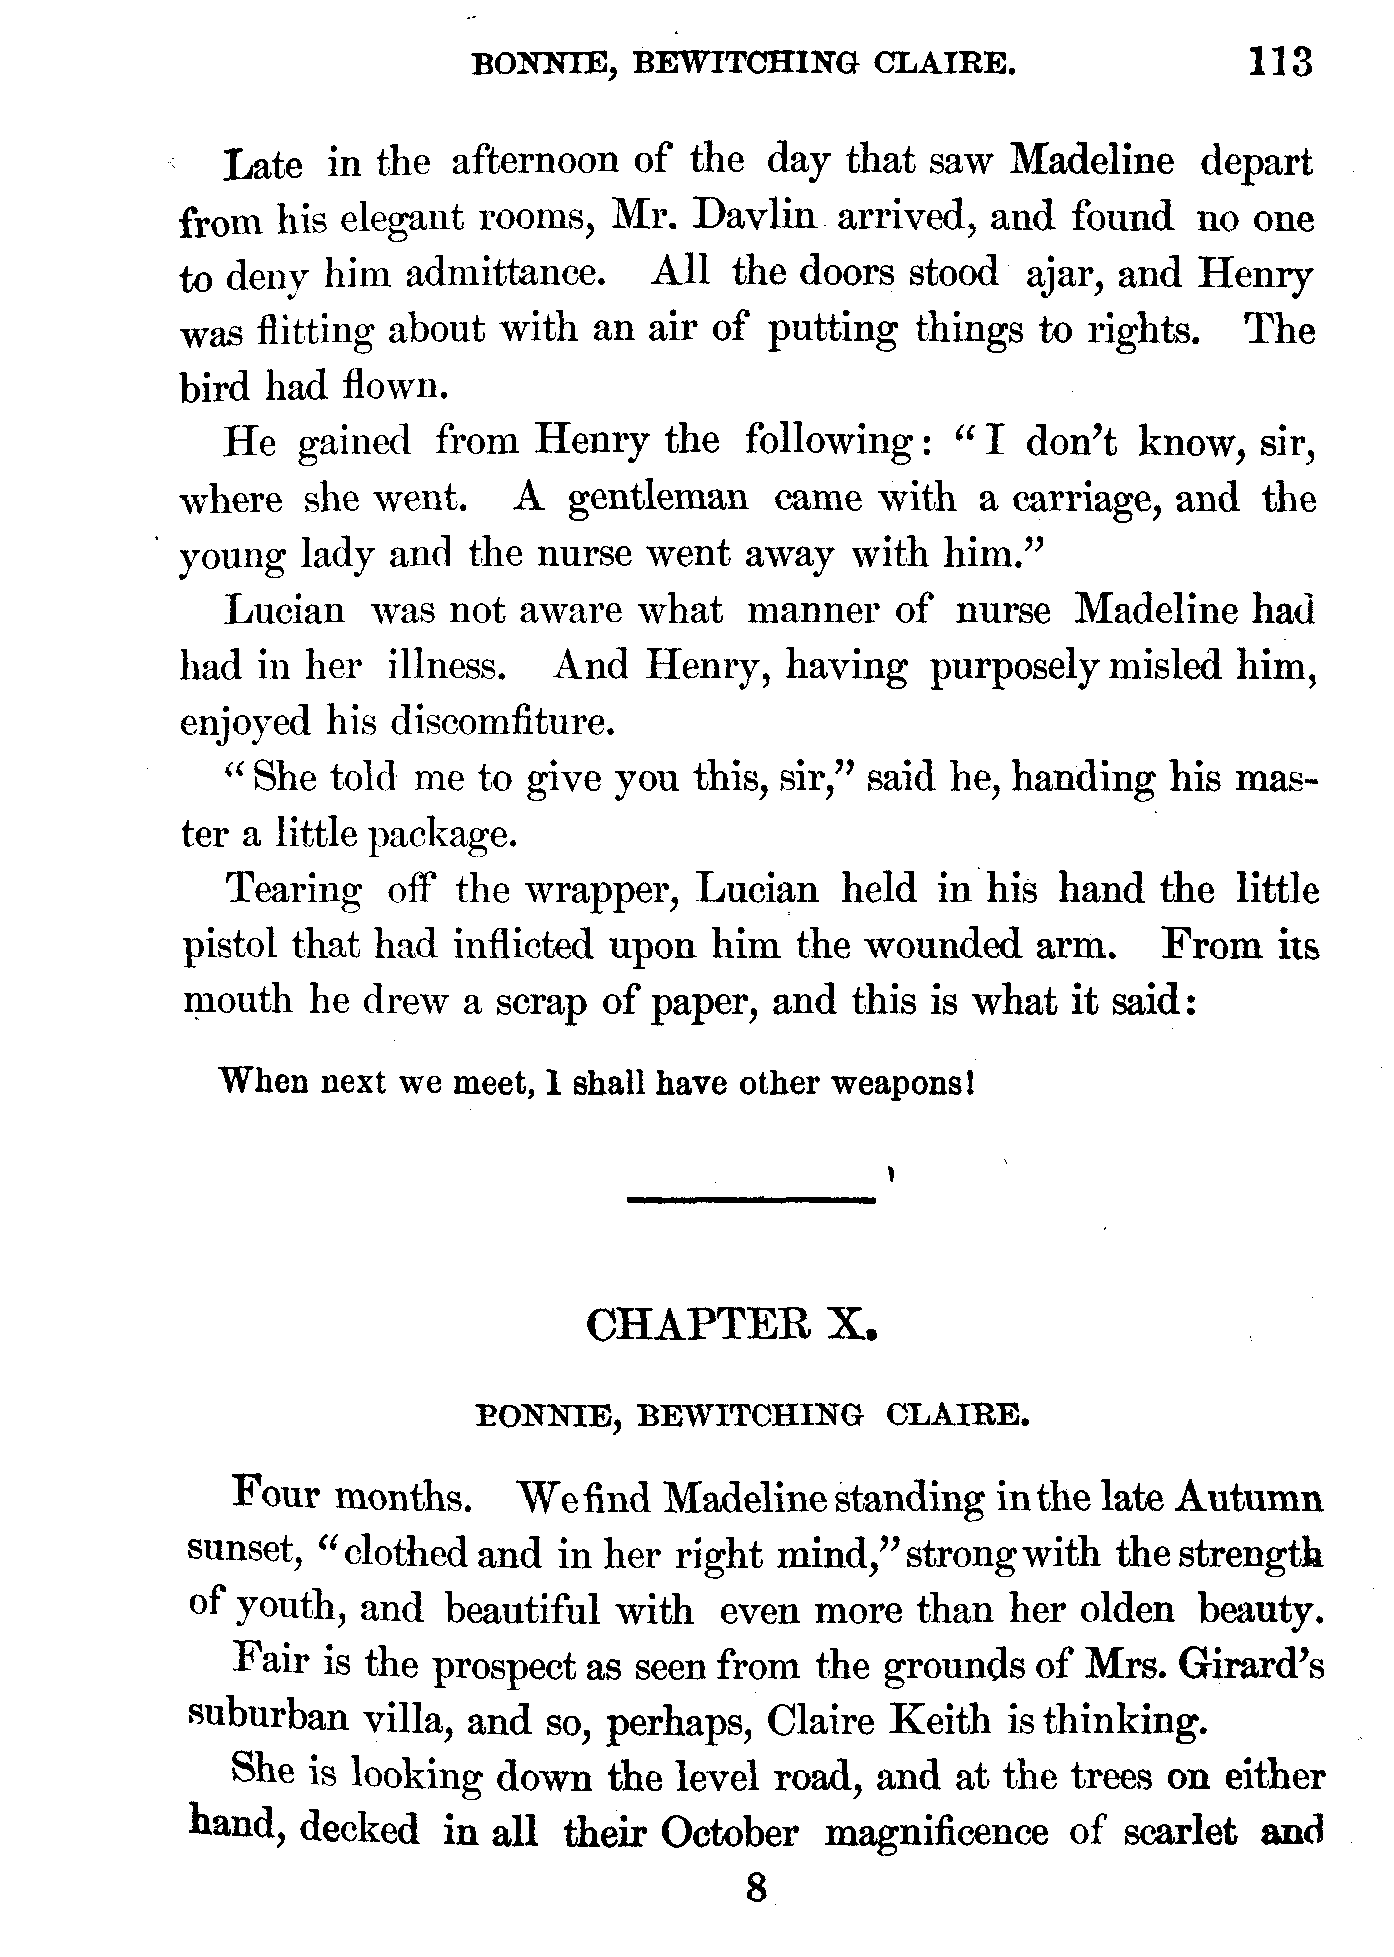 BONNIE, BEWITCHING CLAIRE. 113
Late in the afternoon of the day that saw Madeline depart
from his elegant rooms, Mr. Davlin arrived, and found no one
to deny him admittance. All the doors stood ajar, and Henry
was flitting about with an air of putting things to rights. The
bird had flown.
He gained from Henry the following: "I don't know, sir,
where she went. A gentleman came with a carriage, and the
young lady and the nurse went away with him."
Lucian was not aware what manner of nurse Madeline had
had in her illness. And Henry, having purposely misled him,
enjoyed his discomfiture.
"She told me to give you this, sir," said he, handing his mas-
ter a little package.
Tearing off the wrapper, Lucian held in his hand the little
pistol that had inflicted upon him the wounded arm. From its
mouth he drew a scrap of paper, and this is what it said:
When next we meet, I shall have other weapons!
CHAPTER X.
BONNIE, BEWITCHING CLAIRE.
Four months. We find Madeline standing in the late Autumn
sunset, "clothed and in her right mind," strong with the strength
of youth, and beautiful with even more than her olden beauty.
Fair is the prospect as seen from the grounds of Mrs. Girard's
suburban villa, and so, perhaps, Claire Keith is thinking.
She is looking down the level road, and at the trees on either
hand, decked in all their October magnificence of scarlet and
8